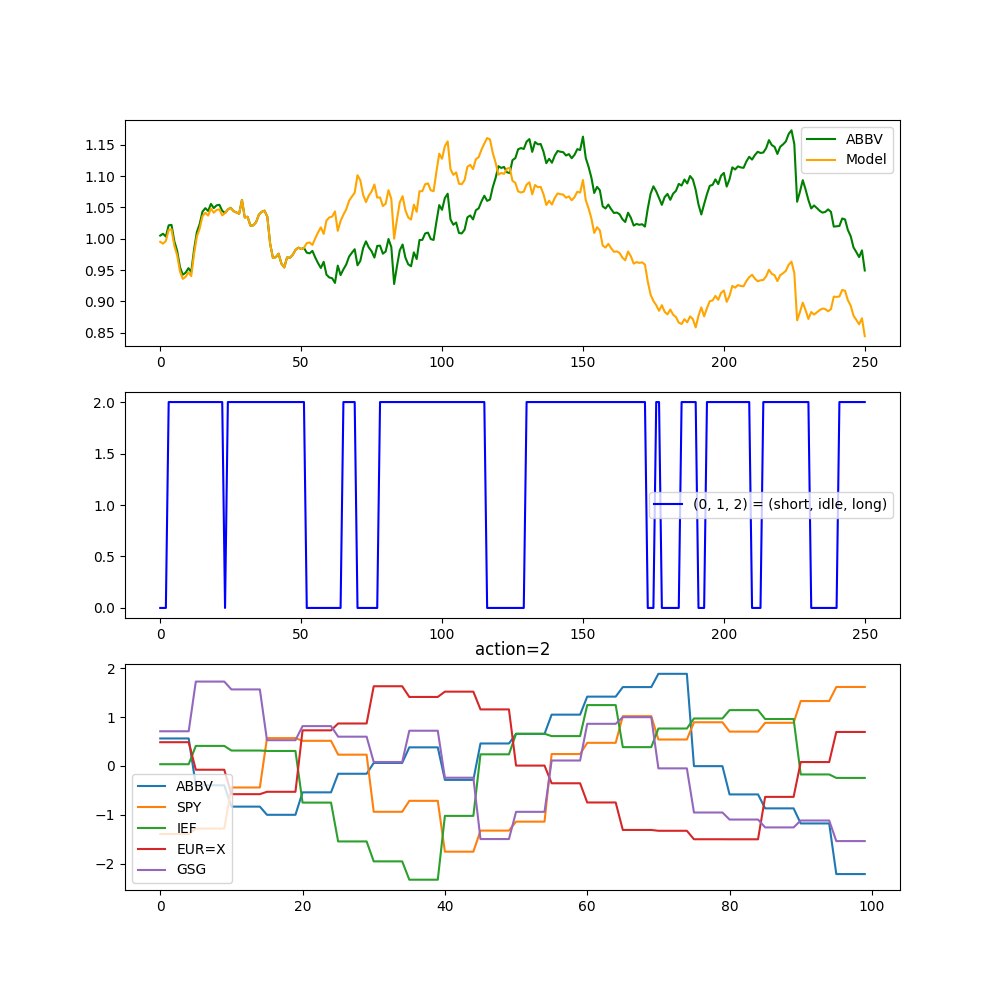 1.15
1.10
1.05
1.00
0.95
0.90
0.85
ABBV
Model
0 50 100 150 200 250
2.0
1.5
1.0
0.5
0.0
(0, 1, 2) = (short, idle, long)
0 50 100 150 200 250
action=2
2
1
0
−1
−2
ABBV
SPY
IEF
EUR=X
GSG
0 20 40 60 80 100